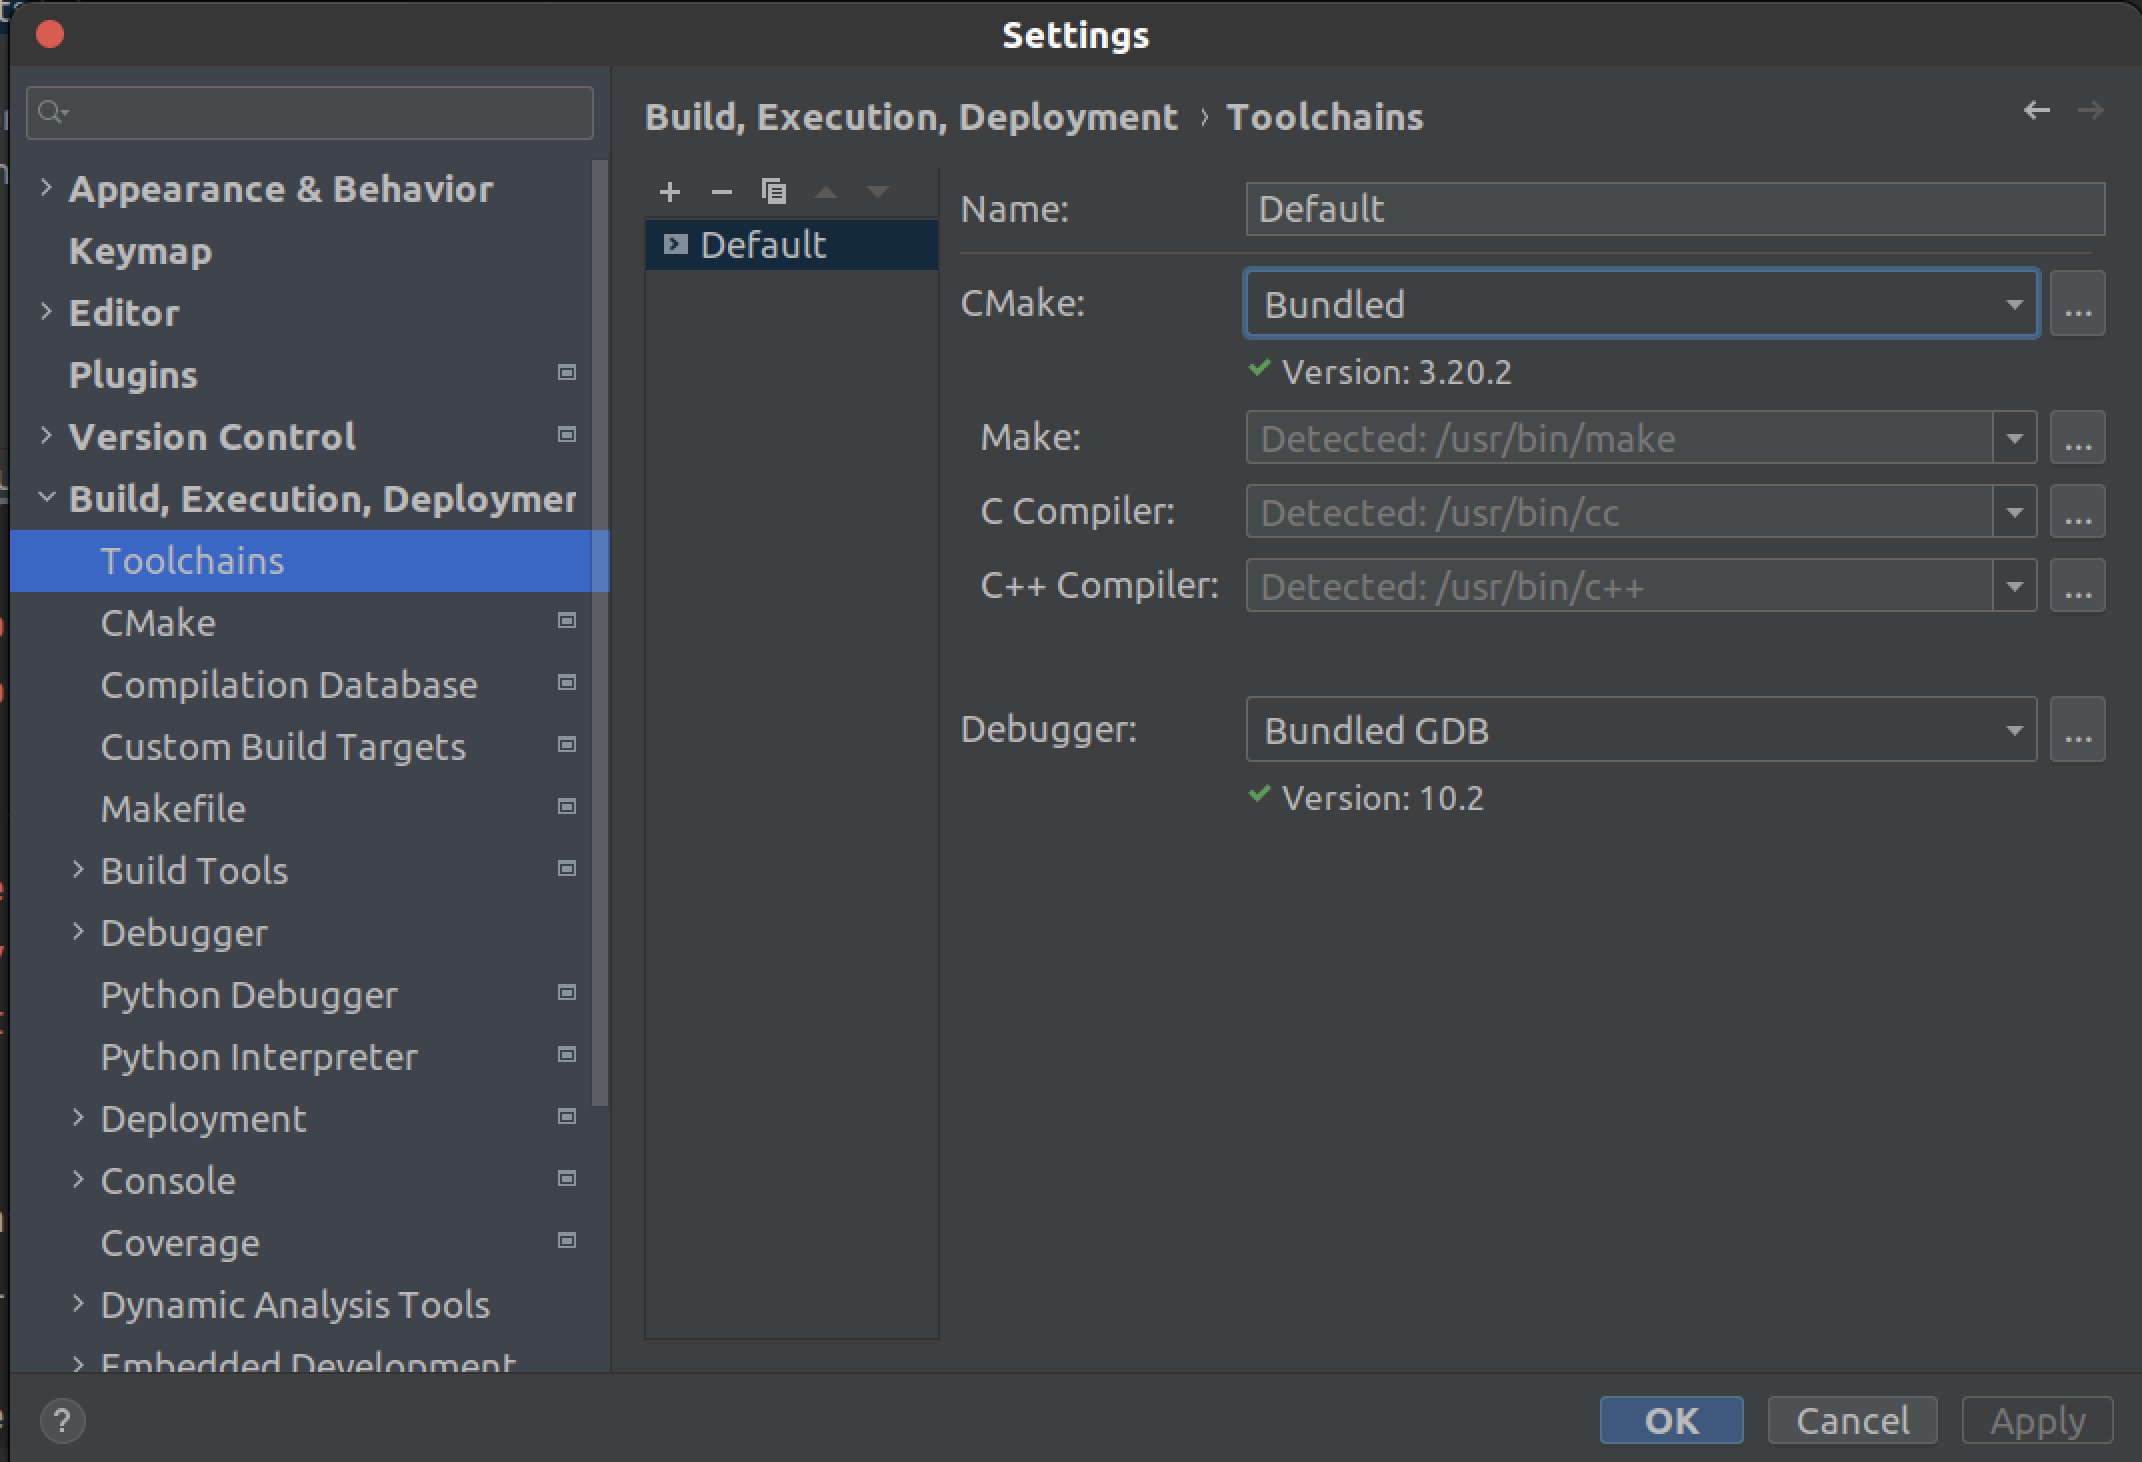 Settings
Appearance & Behavior
Keymap
Editor
Plugins
Version Control
Build, Execution, Deploymen
Toolchains
CMake
Compilation Database
Custom Build Targets
Makefile
Build Tools
Debugger
Python Debugger
Python Interpreter
Deployment
Console
Coverage
Dynamic Analysis Tools
Embedded Development
Build, Execution, Deployment › Toolchains
Default
Name: Default
CMake: Bundled ...
Version: 3.20.2
Make: Detected: /usr/bin/make ...
C Compiler: Detected: /usr/bin/cc ...
C++ Compiler: Detected: /usr/bin/c++ ...
Debugger: Bundled GDB ...
Version: 10.2
? OK Cancel Apply